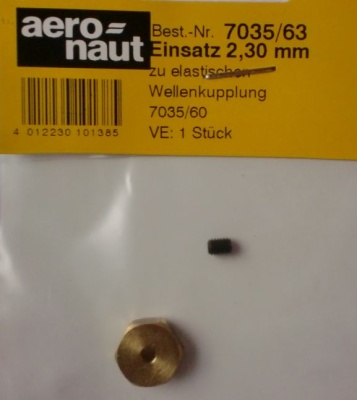 aero-
naut
Best.-Nr. 7035/63
Einsatz 2,30 mm
zu elastischen
Wellenkupplung
7035/60
VE: 1 Stück
4 012230 101385